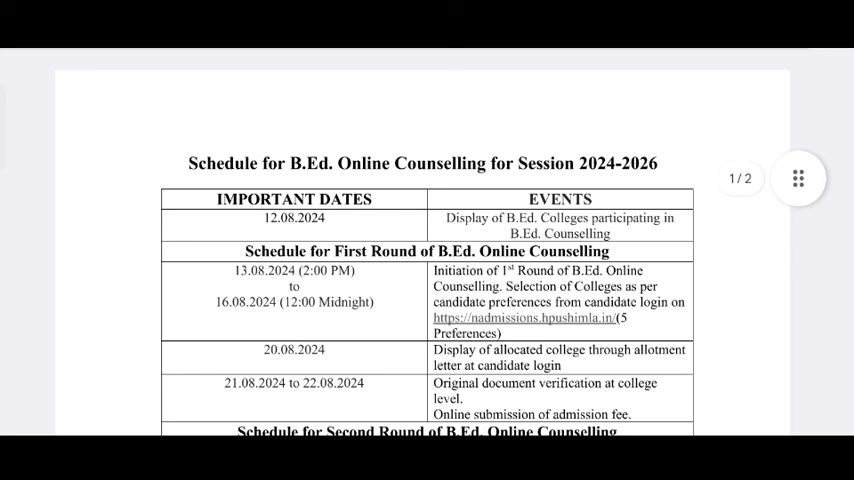 Schedule for B.Ed. Online Counselling for Session 2024-2026
1 / 2
IMPORTANT DATES
EVENTS
12.08.2024
Display of B.Ed. Colleges participating in
B.Ed. Counselling
Schedule for First Round of B.Ed. Online Counselling
13.08.2024 (2:00 PM)
to
16.08.2024 (12:00 Midnight)
Initiation of 1st Round of B.Ed. Online
Counselling. Selection of Colleges as per
candidate preferences from candidate login on
https://nadmissions.hpushimla.in/(5
Preferences)
20.08.2024
Display of allocated college through allotment
letter at candidate login
21.08.2024 to 22.08.2024
Original document verification at college
level.
Online submission of admission fee.
Schedule for Second Round of B.Ed. Online Counselling